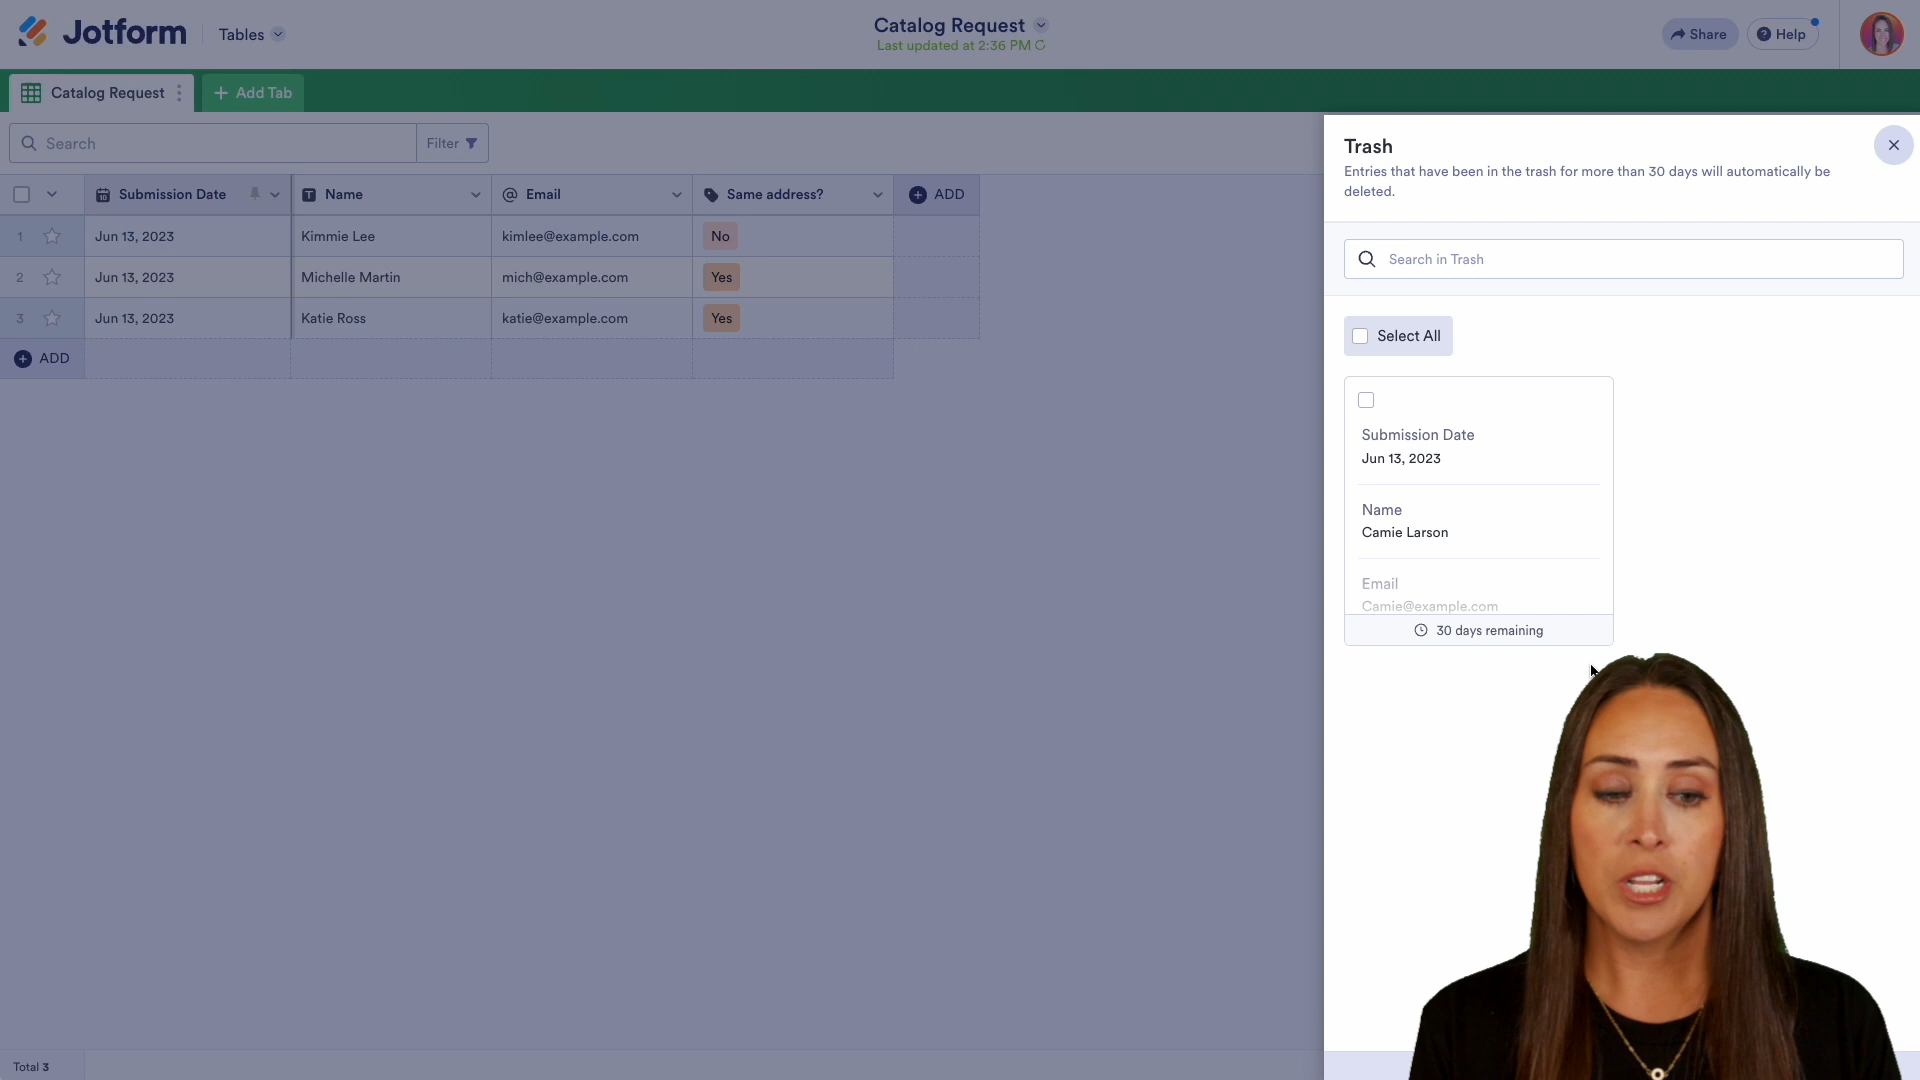 Jotform
Tables
Catalog Request
Last updated at 2:36 PM
Share
Help
Catalog Request
Add Tab
Search
Filter
Submission Date Name Email Same address? ADD
1 Jun 13, 2023 Kimmie Lee kimlee@example.com No
2 Jun 13, 2023 Michelle Martin mich@example.com Yes
3 Jun 13, 2023 Katie Ross katie@example.com Yes
ADD
Total 3
Trash
Entries that have been in the trash for more than 30 days will automatically be
deleted.
Search in Trash
Select All
Submission Date
Jun 13, 2023
Name
Camie Larson
Email
Camie@example.com
30 days remaining